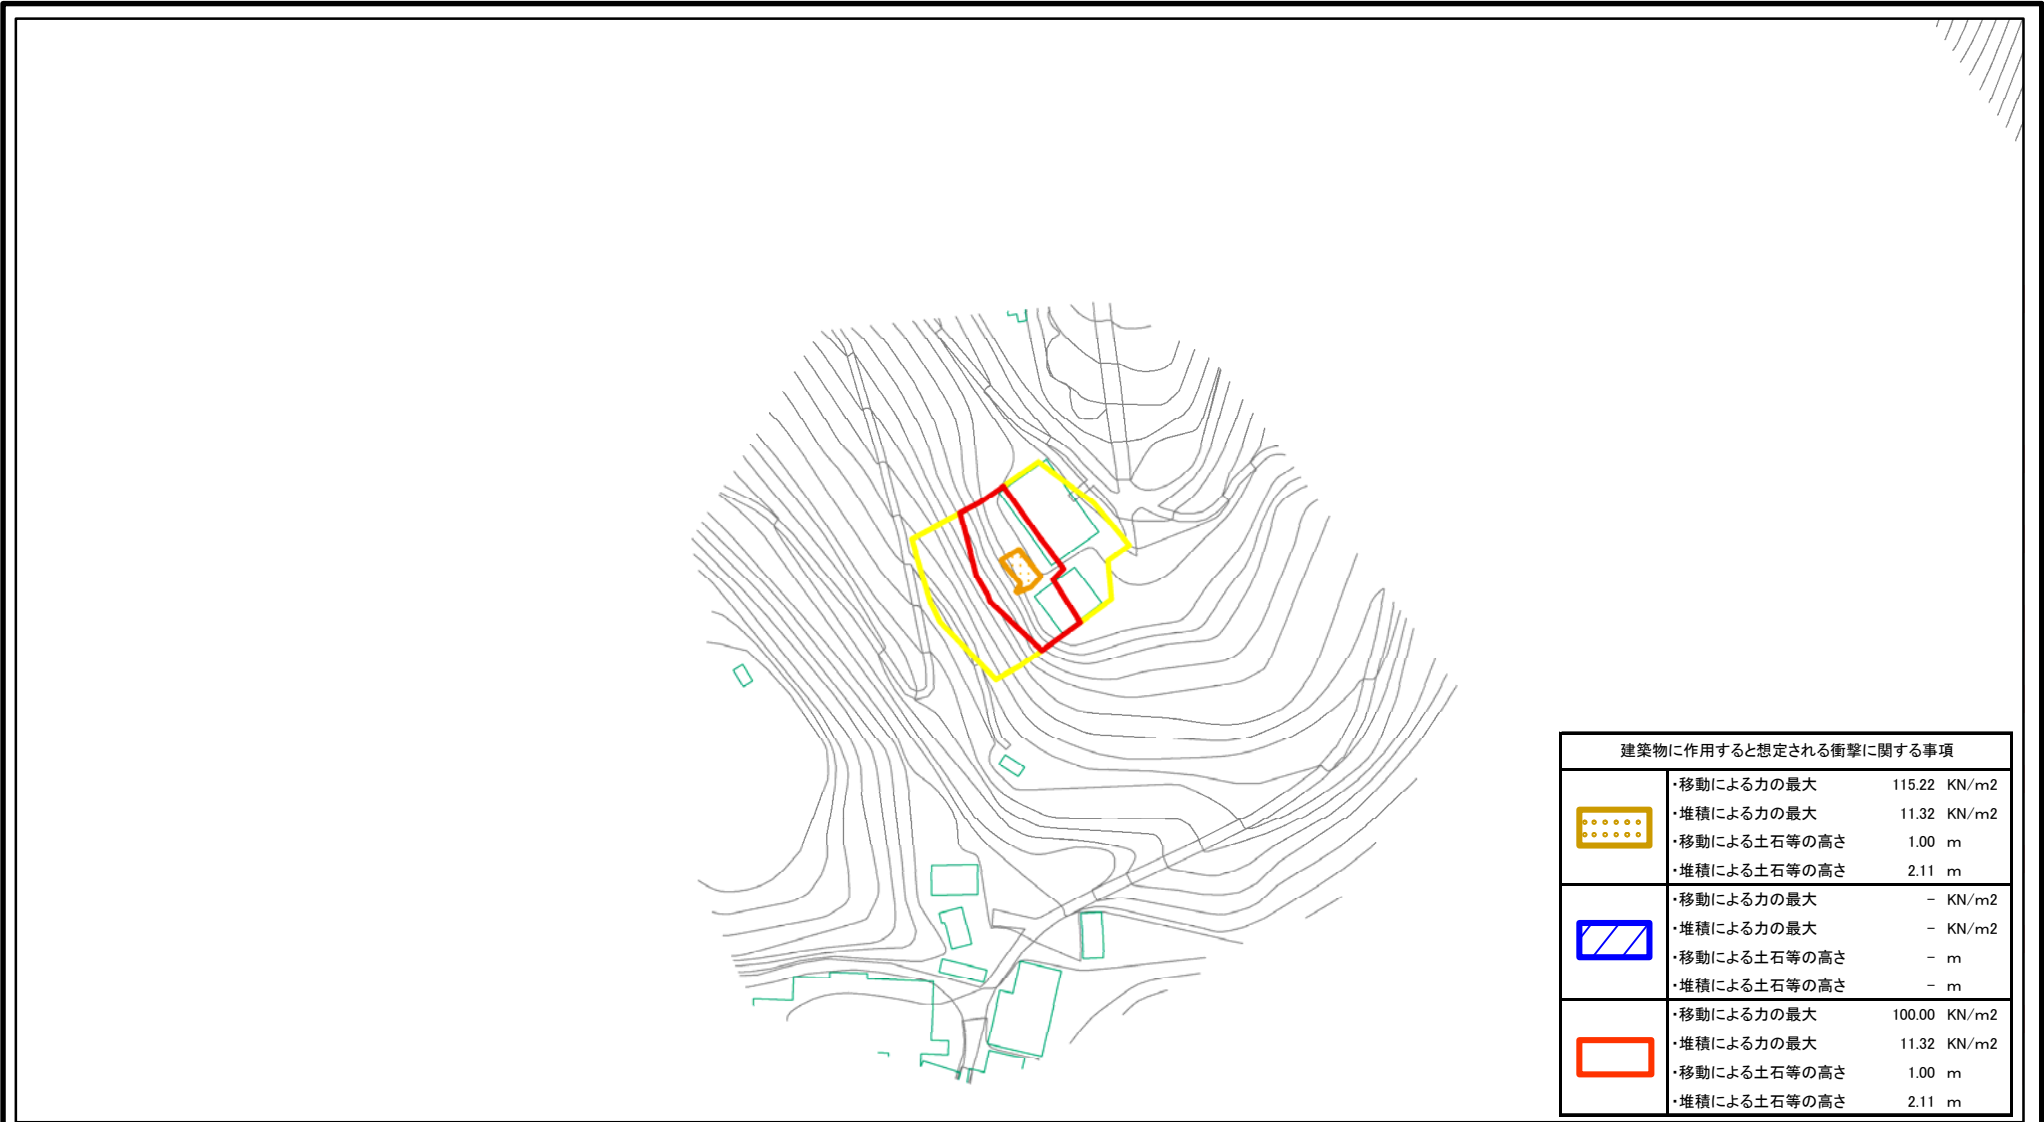 建築物に作用すると想定される衝撃に関する事項
・移動による力の最大 115.22 KN/m2
・堆積による力の最大 11.32 KN/m2
・移動による土石等の高さ 1.00 m
・堆積による土石等の高さ 2.11 m
・移動による力の最大 - KN/m2
・堆積による力の最大 - KN/m2
・移動による土石等の高さ - m
・堆積による土石等の高さ - m
・移動による力の最大 100.00 KN/m2
・堆積による力の最大 11.32 KN/m2
・移動による土石等の高さ 1.00 m
・堆積による土石等の高さ 2.11 m